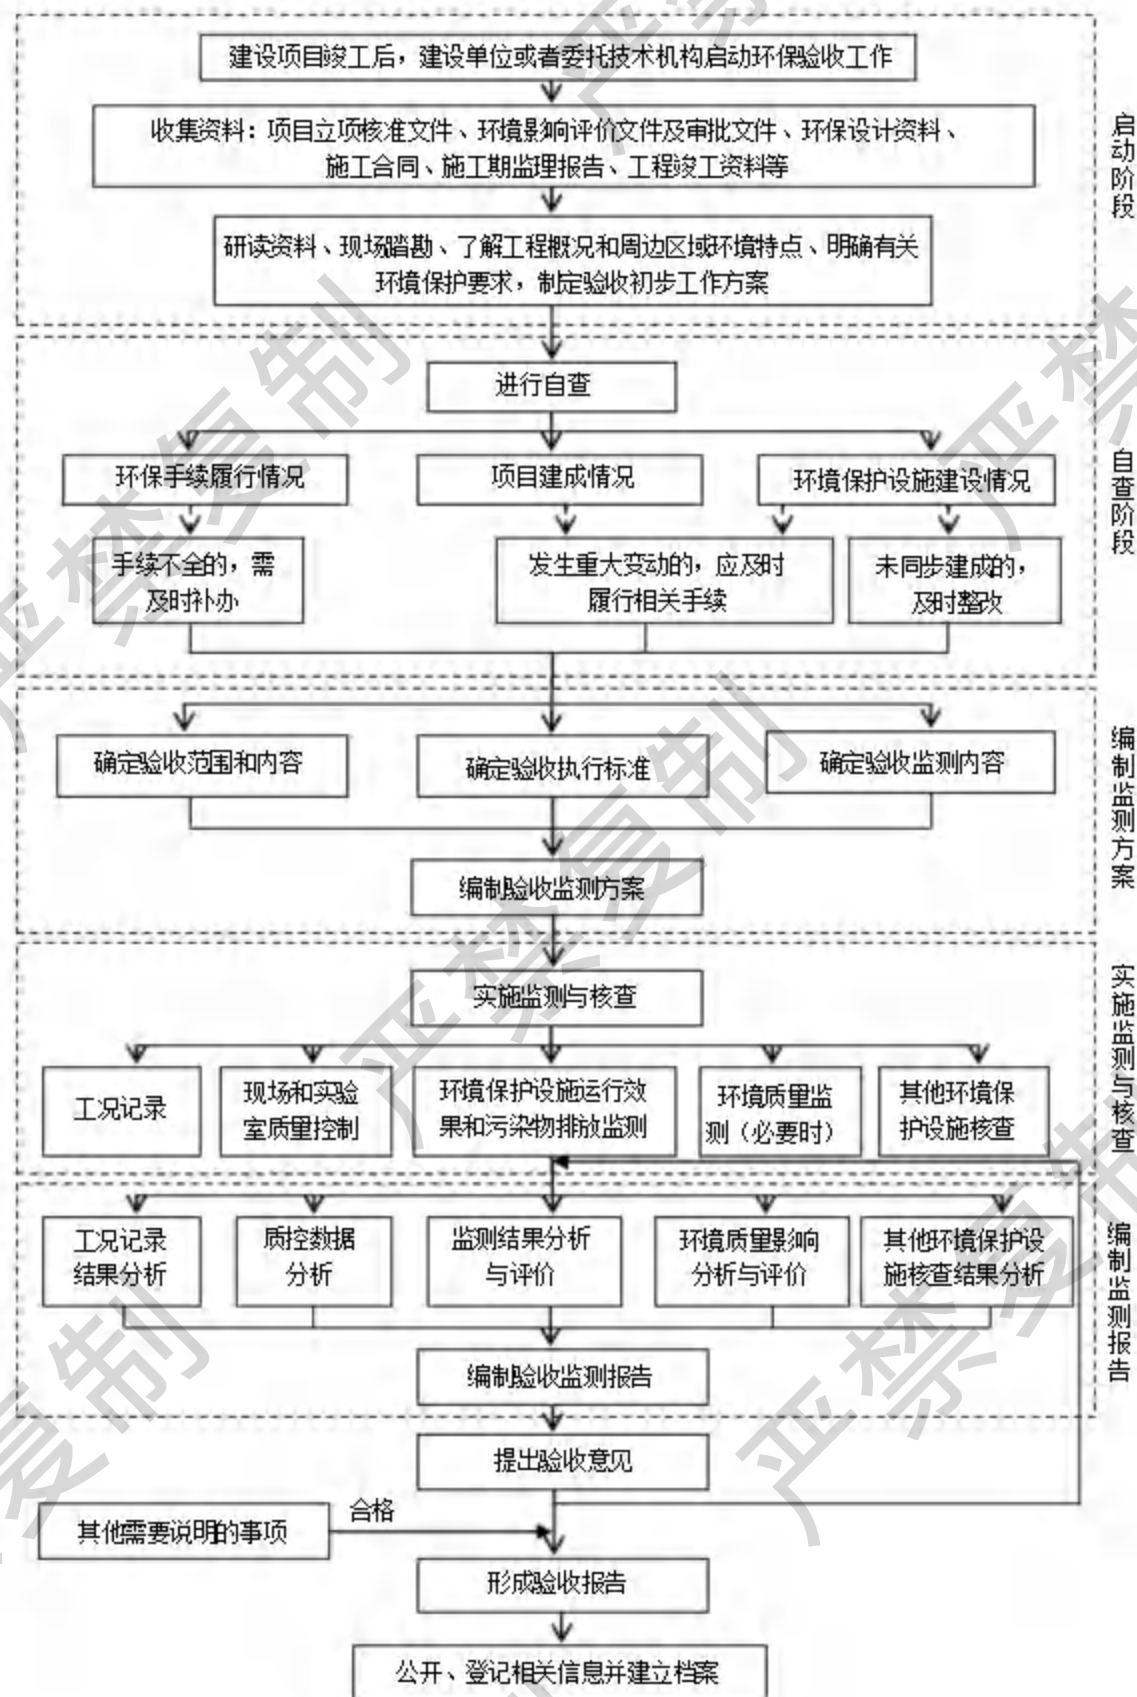 建设项目竣工后，建设单位或者委托技术机构启动环保验收工作
收集资料：项目立项核准文件、环境影响评价文件及审批文件、环保设计资料、
施工合同、施工期监理报告、工程竣工资料等
研读资料、现场踏勘、了解工程概况和周边区域环境特点、明确有关
环境保护要求，制定验收初步工作方案
启动阶段
进行自查
环保手续履行情况
项目建成情况
环境保护设施建设情况
手续不全的，需
及时补办
发生重大变动的，应及时
履行相关手续
未同步建成的，
及时整改
自查阶段
确定验收范围和内容
确定验收执行标准
确定验收监测内容
编制验收监测方案
编制监测方案
实施监测与核查
工况记录
现场和实验
室质量控制
环境保护设施运行效
果和污染物排放监测
环境质量监
测（必要时）
其他环境保
护设施核查
实施监测与核查
工况记录
结果分析
质控数据
分析
监测结果分析
与评价
环境质量影响
分析与评价
其他环境保护设
施核查结果分析
编制验收监测报告
编制监测报告
提出验收意见
其他需要说明的事项
合格
形成验收报告
公开、登记相关信息并建立档案
严禁复制
严禁复制
严禁复制
严禁复制